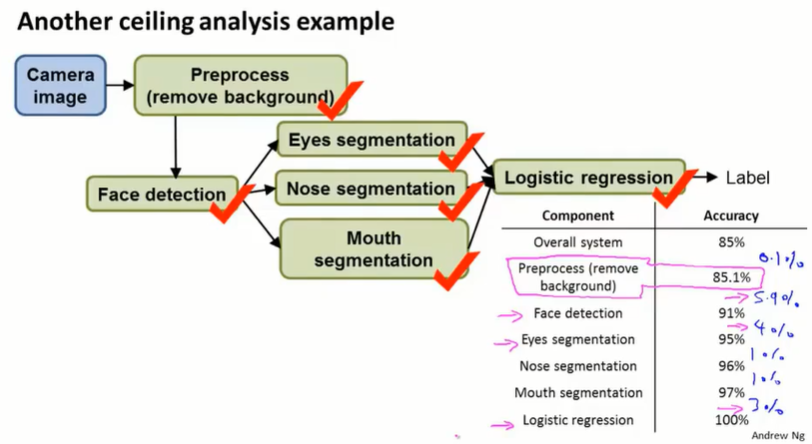 Another ceiling analysis example
Camera
image
Preprocess
(remove background)
Eyes segmentation
Face detection
Nose segmentation
Logistic regression
Label
Mouth
segmentation
Component Accuracy
Overall system 85%
0.1%
Preprocess (remove
background) 85.1%
5.9%
Face detection 91%
4%
Eyes segmentation 95%
1%
Nose segmentation 96%
1%
Mouth segmentation 97%
3%
Logistic regression 100%
Andrew Ng